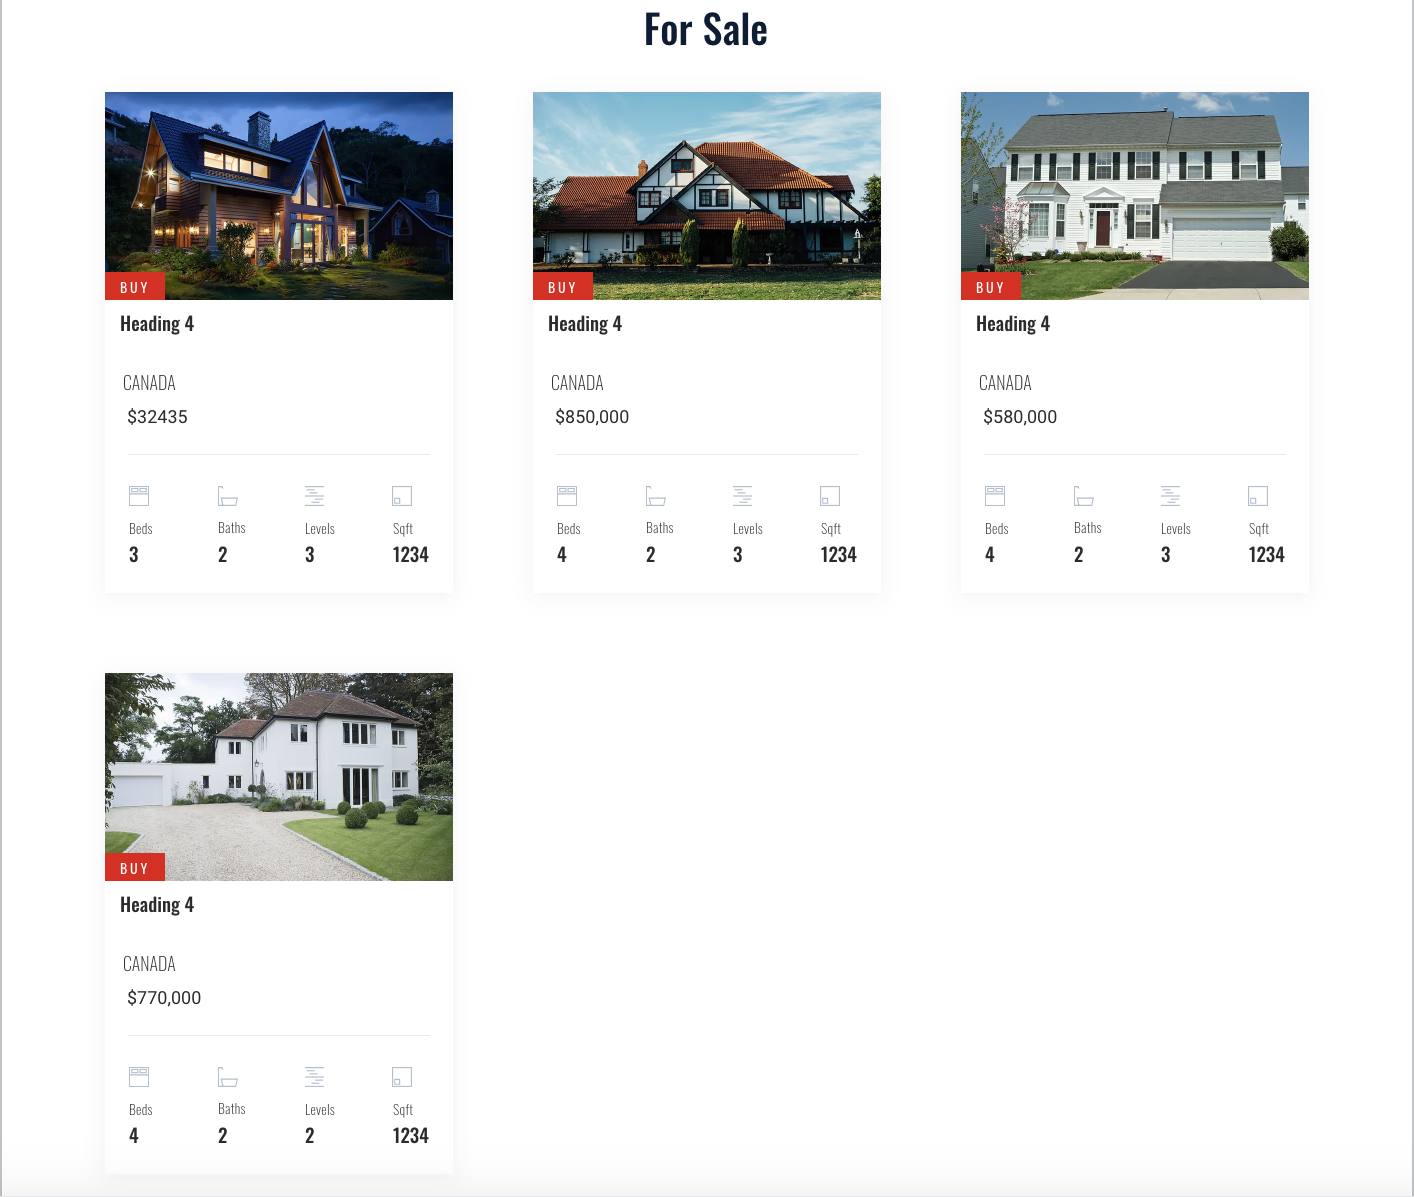 For Sale
BUY
Heading 4
CANADA
$32435
Beds Baths Levels Sqft
3 2 3 1234
BUY
Heading 4
CANADA
$850,000
Beds Baths Levels Sqft
4 2 3 1234
BUY
Heading 4
CANADA
$580,000
Beds Baths Levels Sqft
4 2 3 1234
BUY
Heading 4
CANADA
$770,000
Beds Baths Levels Sqft
4 2 2 1234